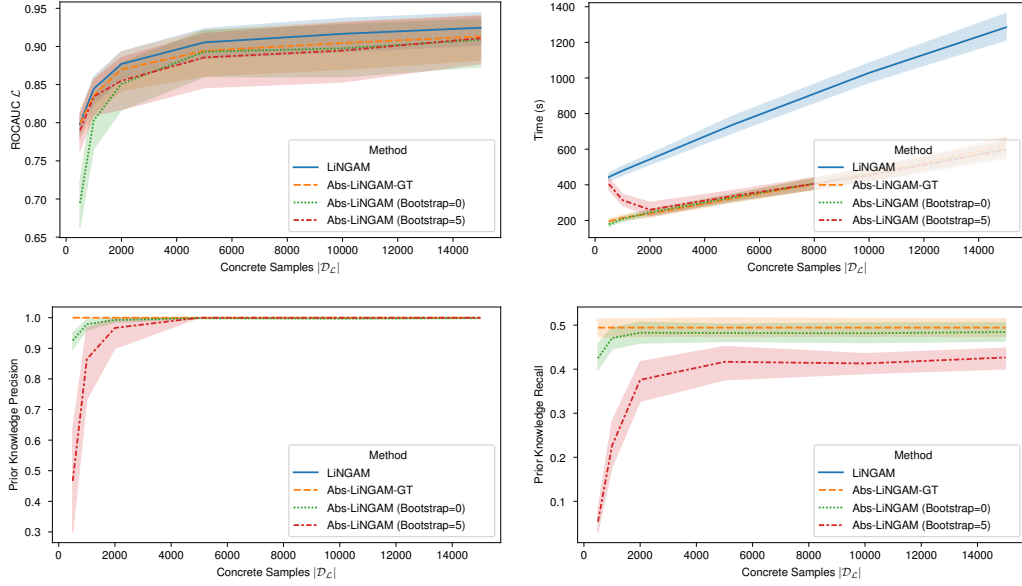 0.95
0.90
0.85
0.80
0.75
0.70
0.65
ROCAUC ℒ
0 2000 4000 6000 8000 10000 12000 14000
Concrete Samples |𝒟ℒ|
Method
LiNGAM
Abs-LiNGAM-GT
Abs-LiNGAM (Bootstrap=0)
Abs-LiNGAM (Bootstrap=5)
1400
1200
1000
800
600
400
200
Time (s)
0 2000 4000 6000 8000 10000 12000 14000
Concrete Samples |𝒟ℒ|
Method
LiNGAM
Abs-LiNGAM-GT
Abs-LiNGAM (Bootstrap=0)
Abs-LiNGAM (Bootstrap=5)
1.0
0.9
0.8
0.7
0.6
0.5
0.4
0.3
Prior Knowledge Precision
0 2000 4000 6000 8000 10000 12000 14000
Concrete Samples |𝒟ℒ|
Method
LiNGAM
Abs-LiNGAM-GT
Abs-LiNGAM (Bootstrap=0)
Abs-LiNGAM (Bootstrap=5)
0.5
0.4
0.3
0.2
0.1
Prior Knowledge Recall
0 2000 4000 6000 8000 10000 12000 14000
Concrete Samples |𝒟ℒ|
Method
LiNGAM
Abs-LiNGAM-GT
Abs-LiNGAM (Bootstrap=0)
Abs-LiNGAM (Bootstrap=5)